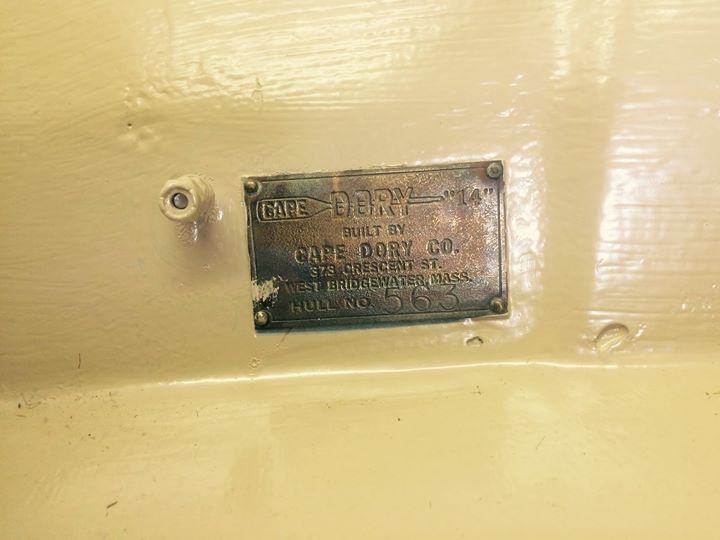 CAPE DORY "14"
BUILT BY
CAPE DORY CO.
373 CRESCENT ST.
WEST BRIDGEWATER, MASS.
HULL NO. 563